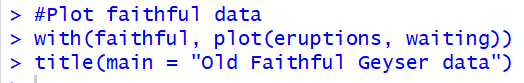 > #Plot faithful data
> with(faithful, plot(eruptions, waiting))
> title(main = "Old Faithful Geyser data")